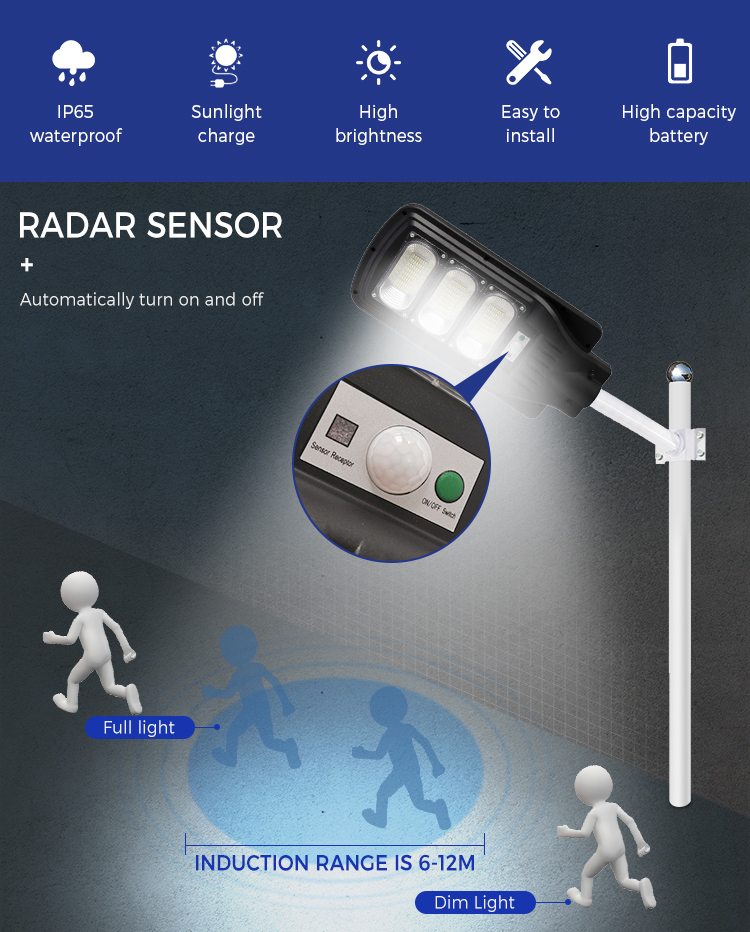 IP65
waterproof
Sunlight
charge
High
brightness
Easy to
install
High capacity
battery
RADAR SENSOR
+
Automatically turn on and off
Sensor Receptor
ON/OFF Switch
Full light
INDUCTION RANGE IS 6-12M
Dim Light